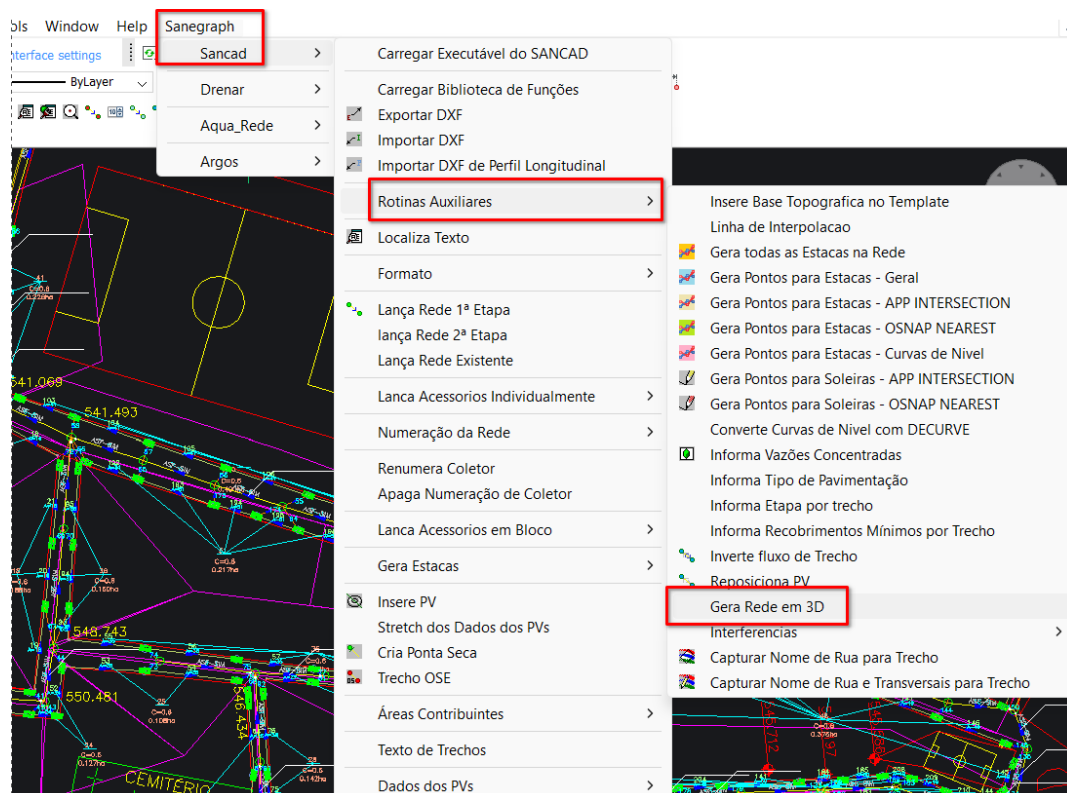 Window Help Sanegraph
nterface settings
ByLayer
Sancad
Drenar
Aqua_Rede
Argos
Carregar Executável do SANCAD
Carregar Biblioteca de Funções
Exportar DXF
Importar DXF
Importar DXF de Perfil Longitudinal
Rotinas Auxiliares
Localiza Texto
Formato
Lança Rede 1ª Etapa
lança Rede 2ª Etapa
Lança Rede Existente
Lanca Acessorios Individualmente
Numeração da Rede
Renumera Coletor
Apaga Numeração de Coletor
Lanca Acessorios em Bloco
Gera Estacas
Insere PV
Stretch dos Dados dos PVs
Cria Ponta Seca
Trecho OSE
Áreas Contribuintes
Texto de Trechos
Dados dos PVs
Insere Base Topografica no Template
Linha de Interpolacao
Gera todas as Estacas na Rede
Gera Pontos para Estacas - Geral
Gera Pontos para Estacas - APP INTERSECTION
Gera Pontos para Estacas - OSNAP NEAREST
Gera Pontos para Estacas - Curvas de Nivel
Gera Pontos para Soleiras - APP INTERSECTION
Gera Pontos para Soleiras - OSNAP NEAREST
Converte Curvas de Nivel com DECURVE
Informa Vazões Concentradas
Informa Tipo de Pavimentação
Informa Etapa por trecho
Informa Recobrimentos Mínimos por Trecho
Inverte fluxo de Trecho
Reposiciona PV
Gera Rede em 3D
Interferencias
Capturar Nome de Rua para Trecho
Capturar Nome de Rua e Transversais para Trecho
541.069
541.493
548.743
550.481
CEMITÉRIO